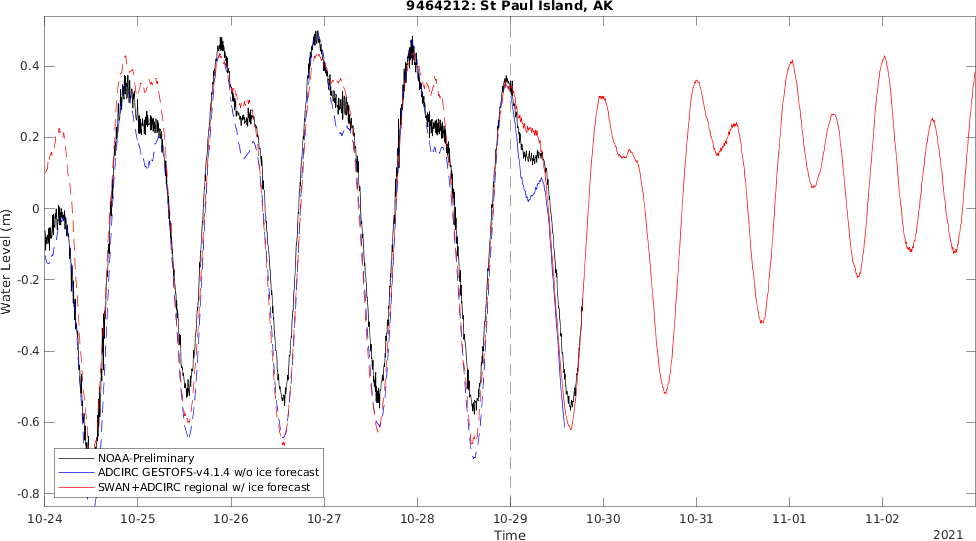 9464212: St Paul Island, AK
0.4
0.2
0
-0.2
-0.4
-0.6
-0.8
Water Level (m)
NOAA-Preliminary
ADCIRC GESTOFS-v4.1.4 w/o ice forecast
SWAN+ADCIRC regional w/ ice forecast
10-24 10-25 10-26 10-27 10-28 10-29 10-30 10-31 11-01 11-02
Time
2021